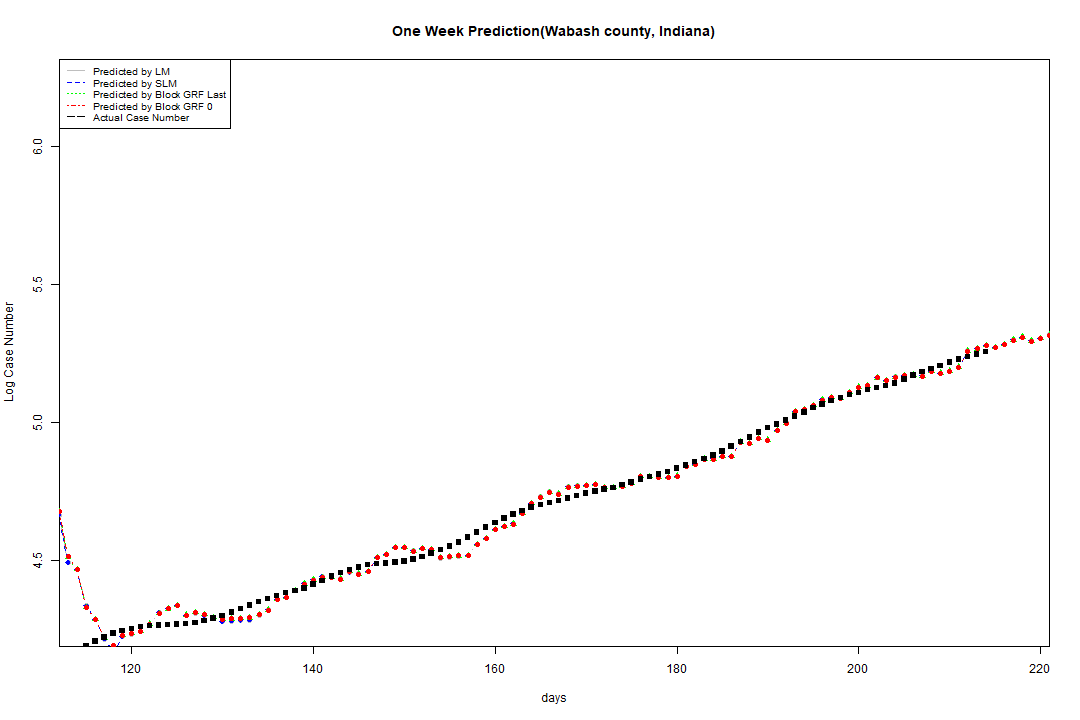 One Week Prediction(Wabash county, Indiana)
Predicted by LM
Predicted by SLM
Predicted by Block GRF Last
Predicted by Block GRF 0
Actual Case Number
6.0
5.5
5.0
4.5
Log Case Number
120 140 160 180 200 220
days